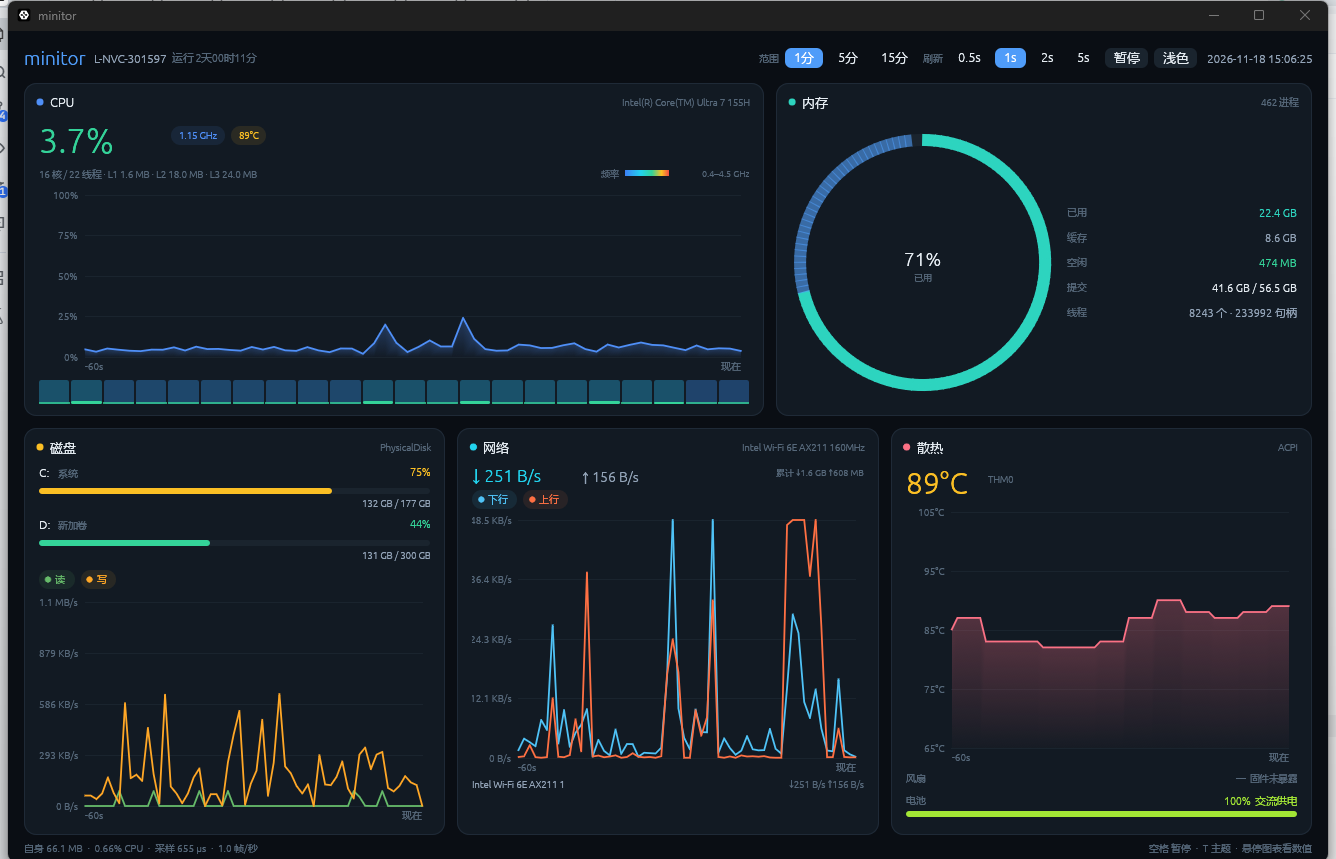 minitor
minitor L-NVC-301597 运行 2天00时11分 范围 1分 5分 15分 刷新 0.5s 1s 2s 5s 暂停 浅色 2026-11-18 15:06:25
CPU Intel(R) Core(TM) Ultra 7 155H
3.7% 1.15 GHz 89°C
16 核 / 22 线程 · L1 1.6 MB · L2 18.0 MB · L3 24.0 MB 频率 0.4–4.5 GHz
100%
75%
50%
25%
0%
-60s 现在
内存 462 进程
71%
已用
已用 22.4 GB
缓存 8.6 GB
空闲 474 MB
提交 41.6 GB / 56.5 GB
线程 8243 个 · 233992 句柄
磁盘 PhysicalDisk
C: 系统 75%
132 GB / 177 GB
D: 新加卷 44%
131 GB / 300 GB
读 写
1.1 MB/s
879 KB/s
586 KB/s
293 KB/s
0 B/s
-60s 现在
网络 Intel Wi-Fi 6E AX211 160MHz
↓251 B/s ↑156 B/s 累计 ↓1.6 GB ↑608 MB
下行 上行
48.5 KB/s
36.4 KB/s
24.3 KB/s
12.1 KB/s
0 B/s
-60s 现在
Intel Wi-Fi 6E AX211 1 ↓251 B/s ↑156 B/s
散热 ACPI
89°C THM0
105°C
95°C
85°C
75°C
65°C
-60s 现在
风扇 — 固件未暴露
电池 100% 交流供电
自身 66.1 MB · 0.66% CPU · 采样 655 µs · 1.0 帧/秒 空格 暂停 · T 主题 · 悬停图表看数值